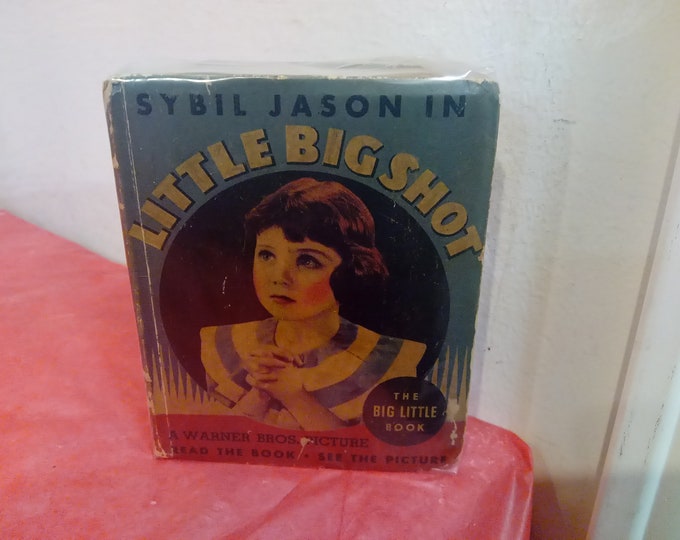 SYBIL JASON IN
LITTLE BIG SHOT
THE
BIG LITTLE
BOOK
A WARNER BROS. PICTURE
READ THE BOOK • SEE THE PICTURE